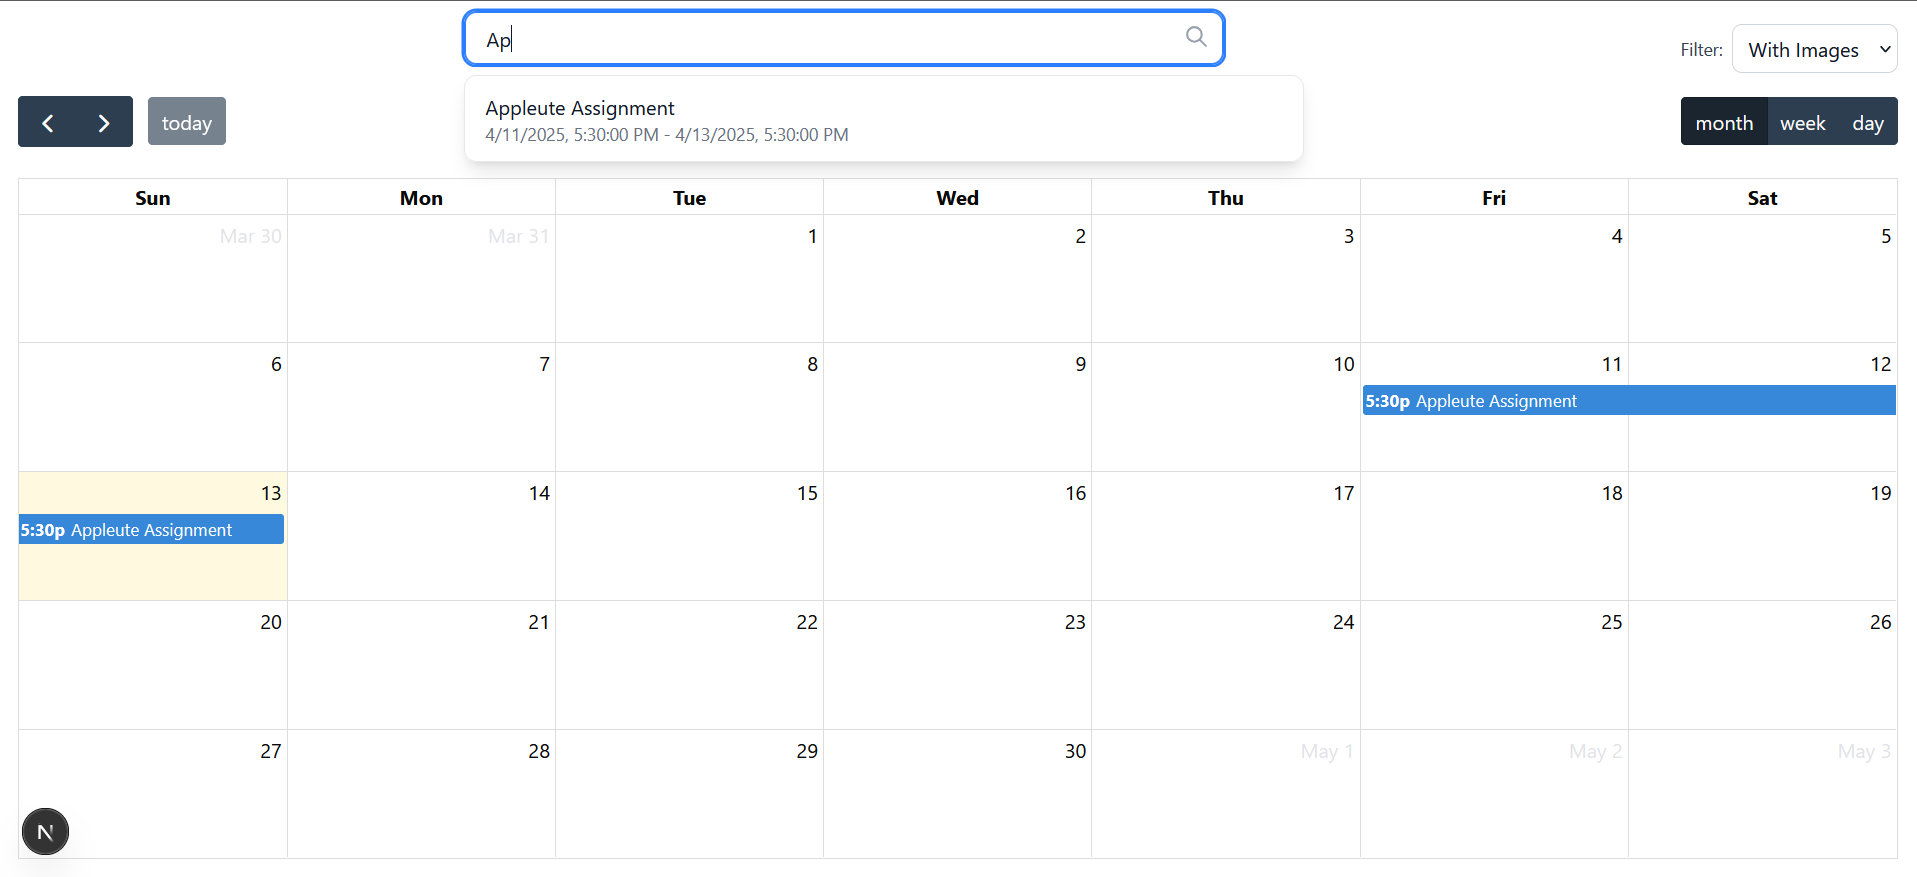 Ap
Filter: With Images
Appleute Assignment
4/11/2025, 5:30:00 PM - 4/13/2025, 5:30:00 PM
today
month week day
Sun Mon Tue Wed Thu Fri Sat
Mar 30 Mar 31 1 2 3 4 5
6 7 8 9 10 11 12
5:30p Appleute Assignment
13 14 15 16 17 18 19
5:30p Appleute Assignment
20 21 22 23 24 25 26
27 28 29 30 May 1 May 2 May 3
N